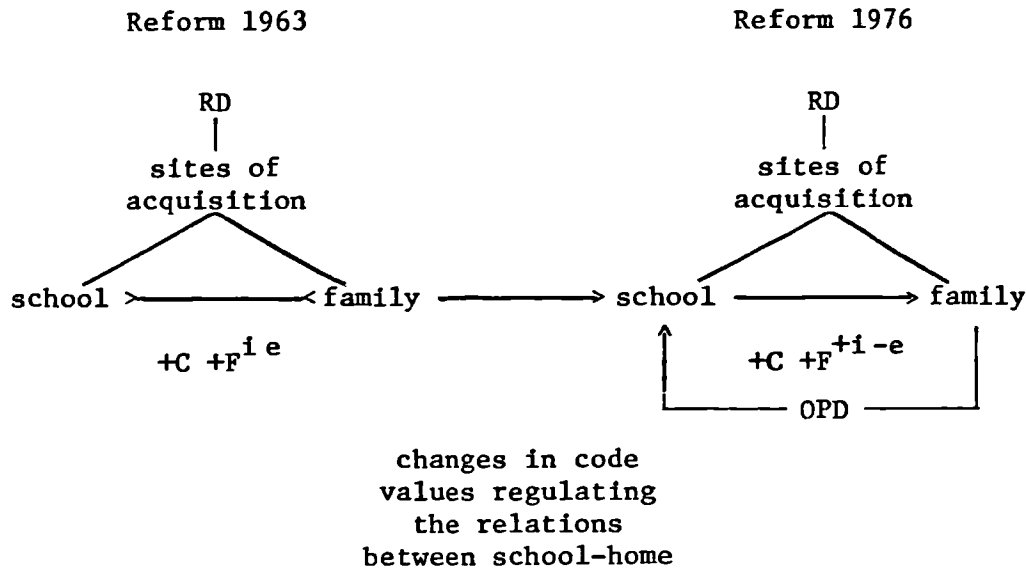 Reform 1963
Reform 1976
RD
RD
sites of
acquisition
sites of
acquisition
school >——< family ——> school ——> family
+C +F^i e
+C +F^+i -e
OPD
changes in code
values regulating
the relations
between school-home